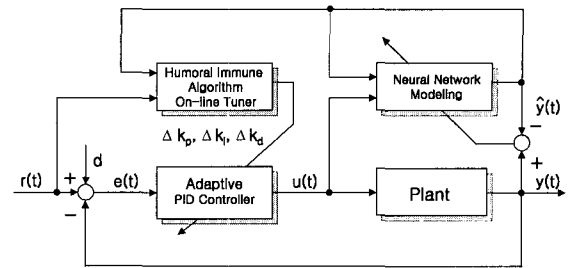 Humoral Immune
Algorithm
On-line Tuner
Neural Network
Modeling
ŷ(t)
−
Δ kp, Δ ki, Δ kd
d
+
r(t)
+
e(t)
Adaptive
PID Controller
u(t)
Plant
y(t)
−